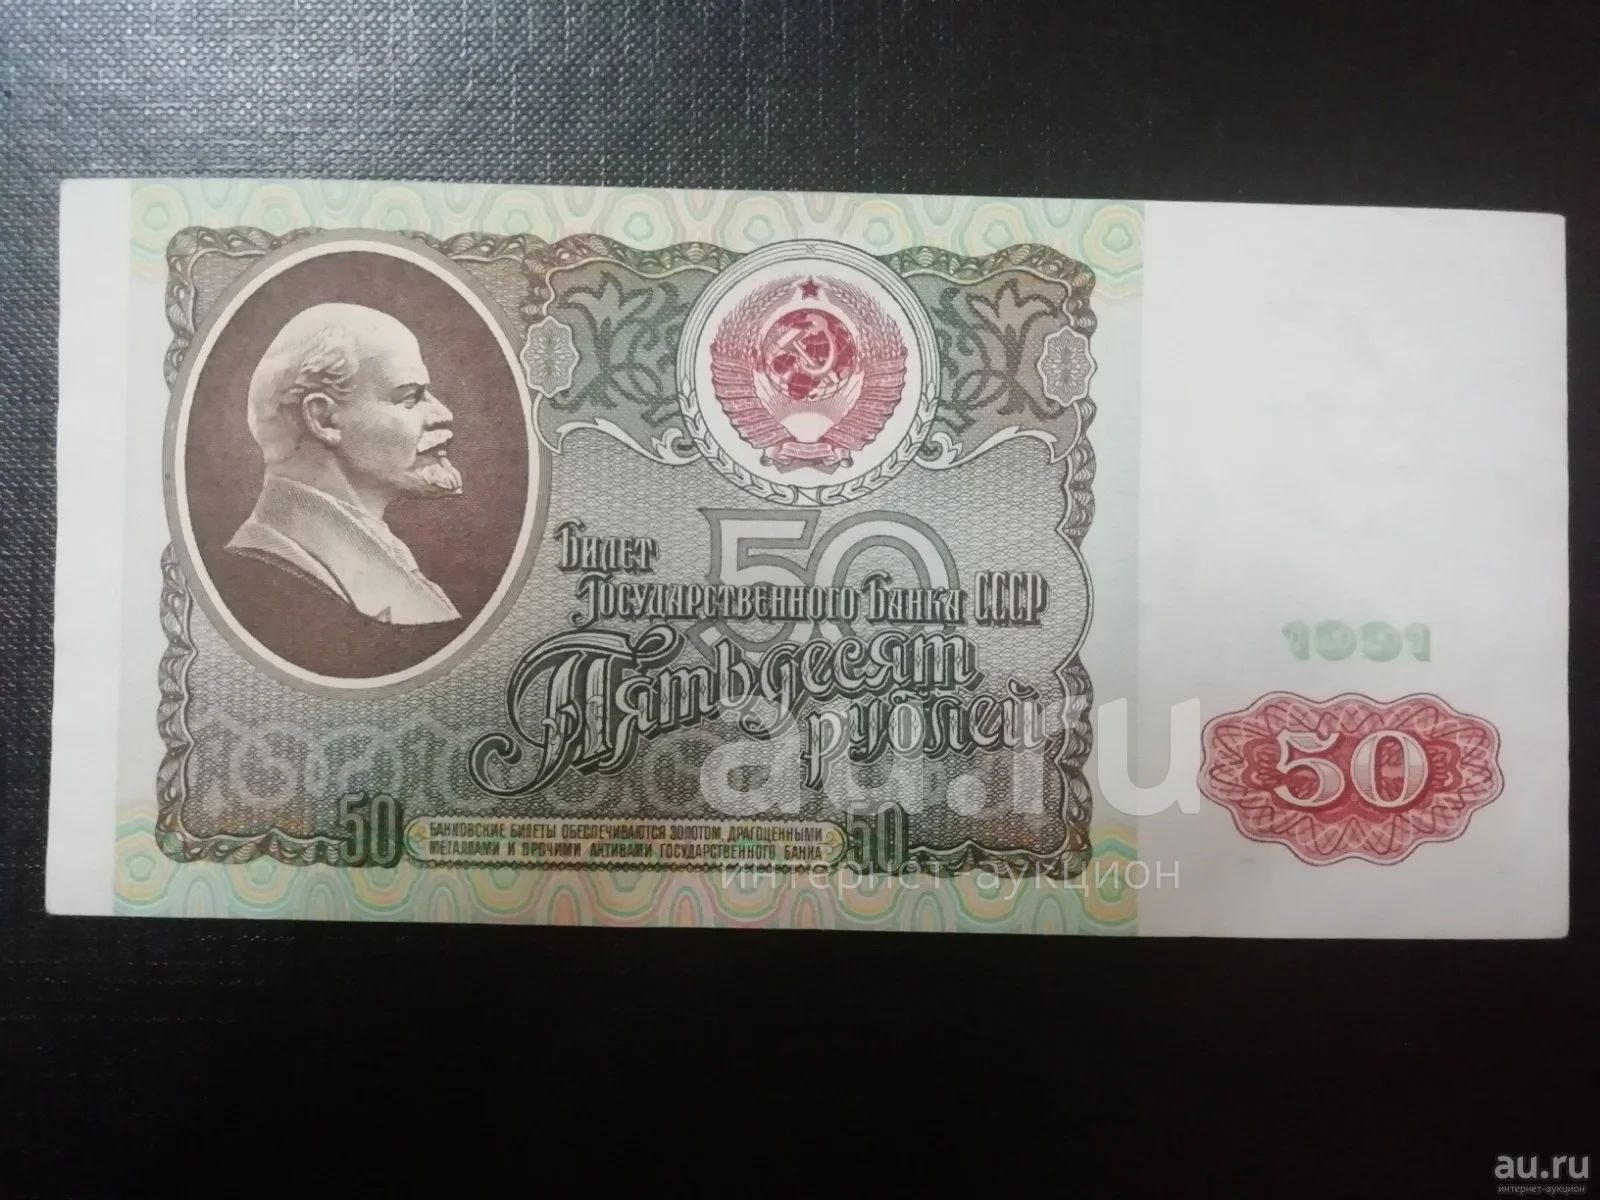 50
Билет
Государственного Банка СССР
Пятьдесят
рублей
1991
50
50
БАНКОВСКИЕ БИЛЕТЫ ОБЕСПЕЧИВАЮТСЯ ЗОЛОТОМ, ДРАГОЦЕННЫМИ
МЕТАЛЛАМИ И ПРОЧИМИ АКТИВАМИ ГОСУДАРСТВЕННОГО БАНКА
50
au.ru
интернет-аукцион
au.ru
интернет-аукцион